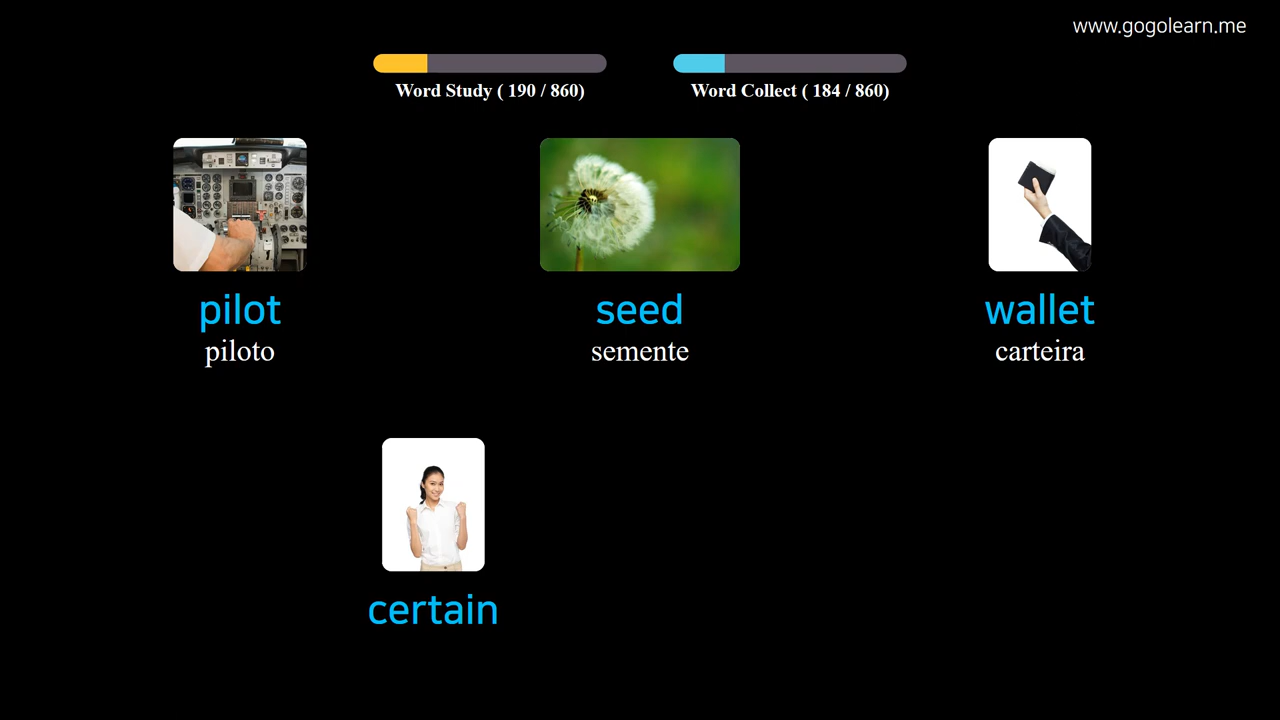 www.gogolearn.me
Word Study ( 190 / 860)
Word Collect ( 184 / 860)
pilot
piloto
seed
semente
wallet
carteira
certain